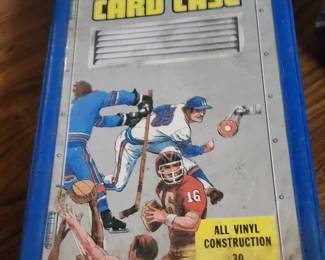 CARD CASE
16
ALL VINYL
CONSTRUCTION
30